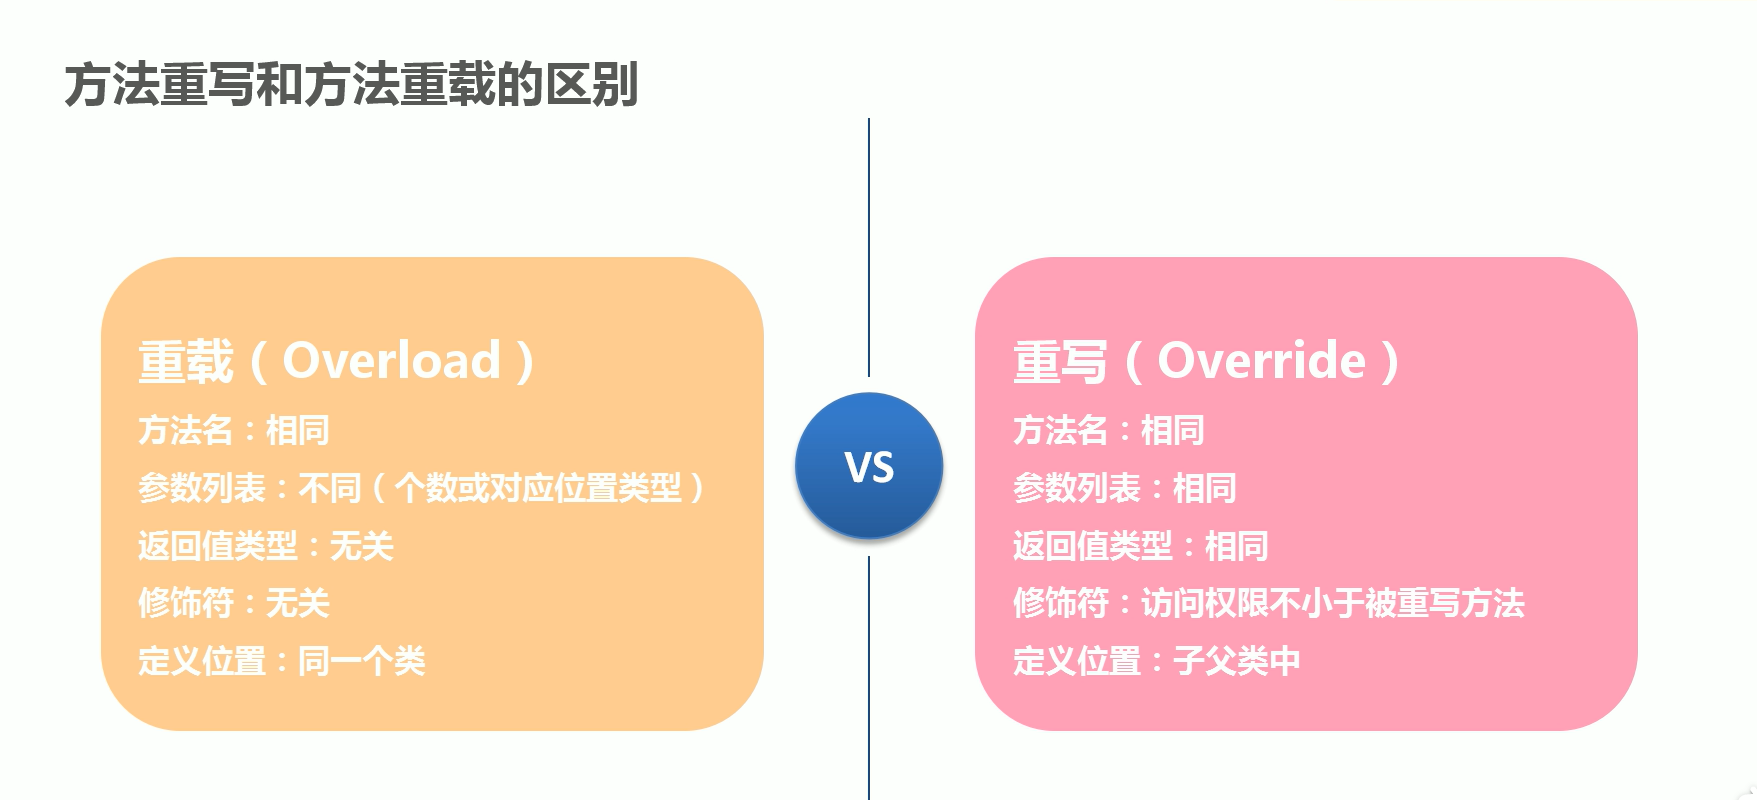 方法重写和方法重载的区别
重载（Overload）
方法名：相同
参数列表：不同（个数或对应位置类型）
返回值类型：无关
修饰符：无关
定义位置：同一个类
VS
重写（Override）
方法名：相同
参数列表：相同
返回值类型：相同
修饰符：访问权限不小于被重写方法
定义位置：子父类中